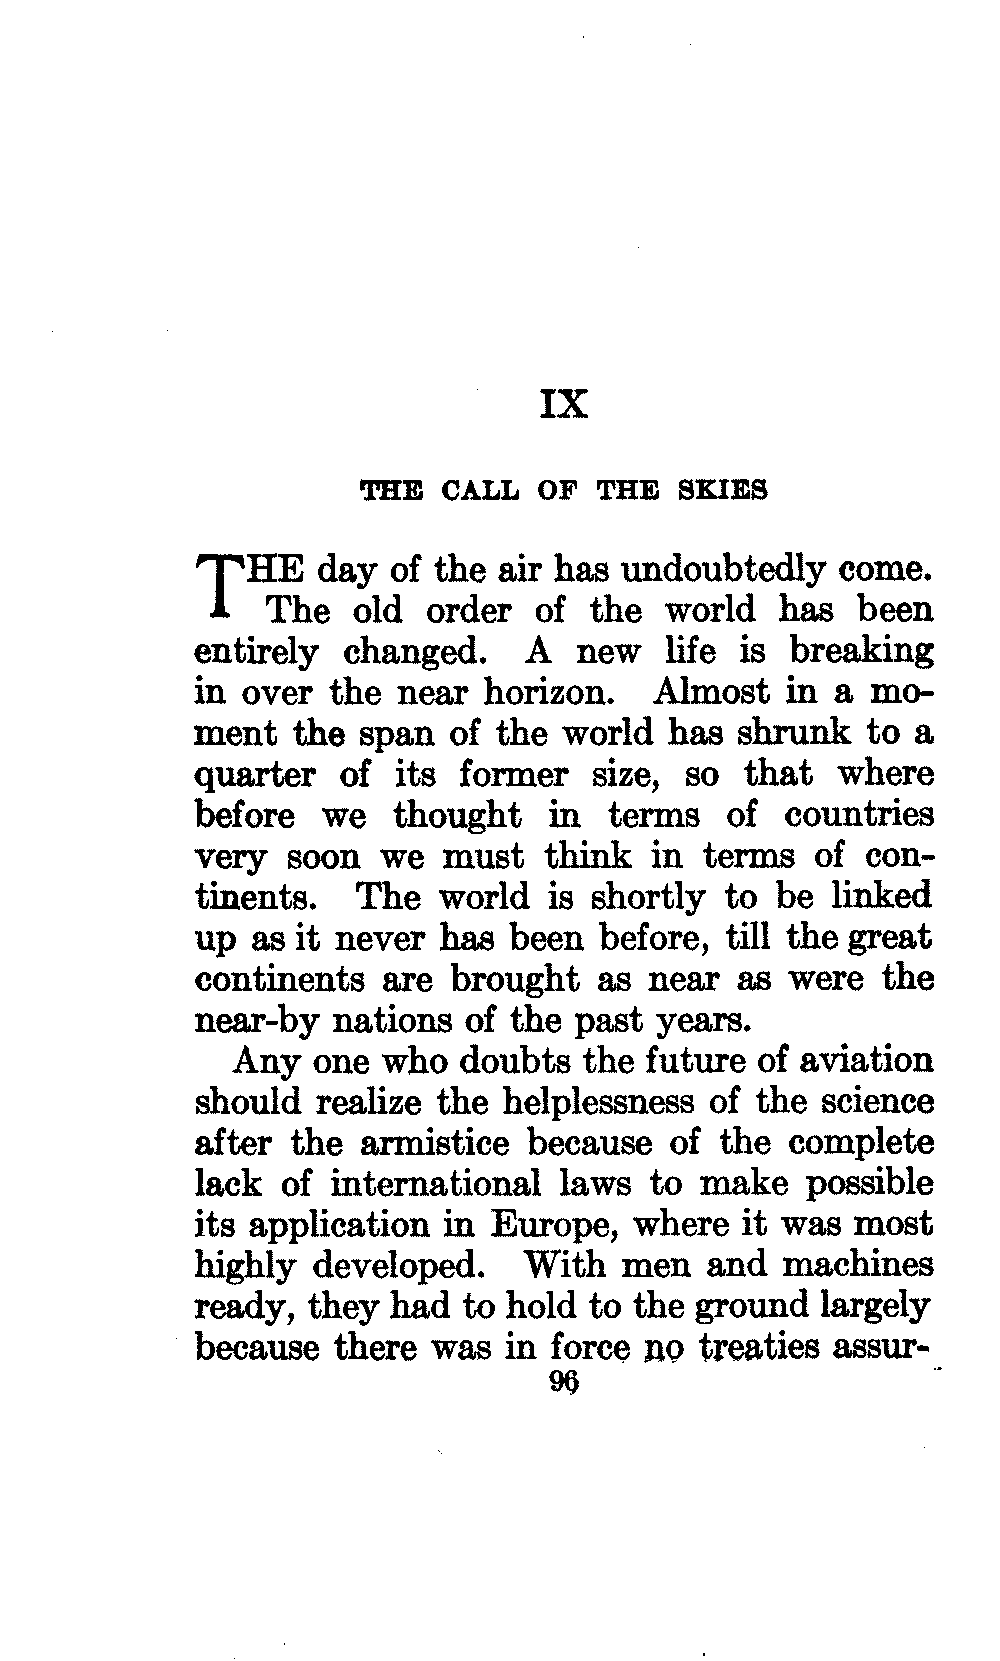 IX
THE CALL OF THE SKIES
THE day of the air has undoubtedly come.
The old order of the world has been
entirely changed. A new life is breaking
in over the near horizon. Almost in a mo-
ment the span of the world has shrunk to a
quarter of its former size, so that where
before we thought in terms of countries
very soon we must think in terms of con-
tinents. The world is shortly to be linked
up as it never has been before, till the great
continents are brought as near as were the
near-by nations of the past years.
Any one who doubts the future of aviation
should realize the helplessness of the science
after the armistice because of the complete
lack of international laws to make possible
its application in Europe, where it was most
highly developed. With men and machines
ready, they had to hold to the ground largely
because there was in force no treaties assur-
96